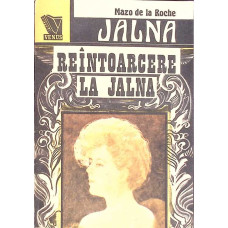 Mazo de la Roche
VENUS
JALNA
REÎNTOARCERE
LA JALNA